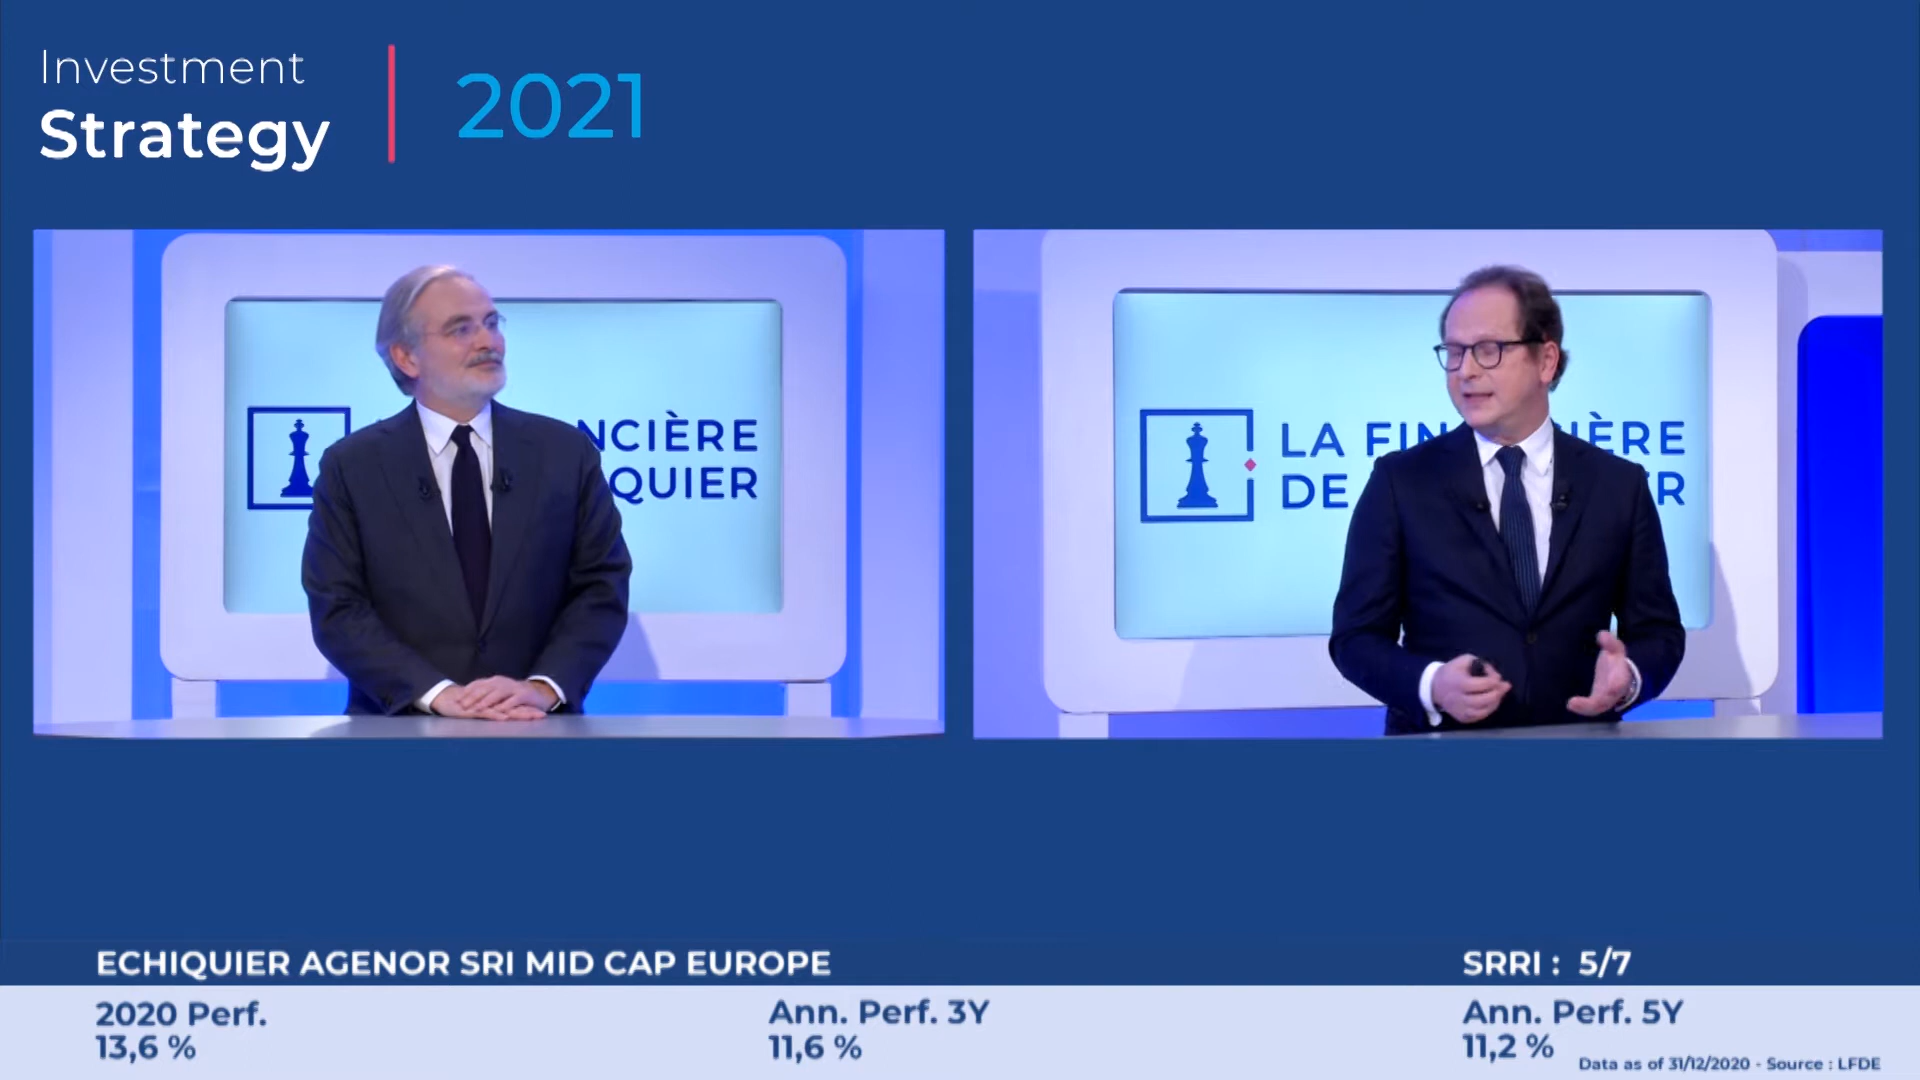 Investment
Strategy
2021
NCIÈRE
QUIER
LA FIN ÈRE
DE R
ECHIQUIER AGENOR SRI MID CAP EUROPE
SRRI : 5/7
2020 Perf.
13,6 %
Ann. Perf. 3Y
11,6 %
Ann. Perf. 5Y
11,2 %
Data as of 31/12/2020 - Source : LFDE